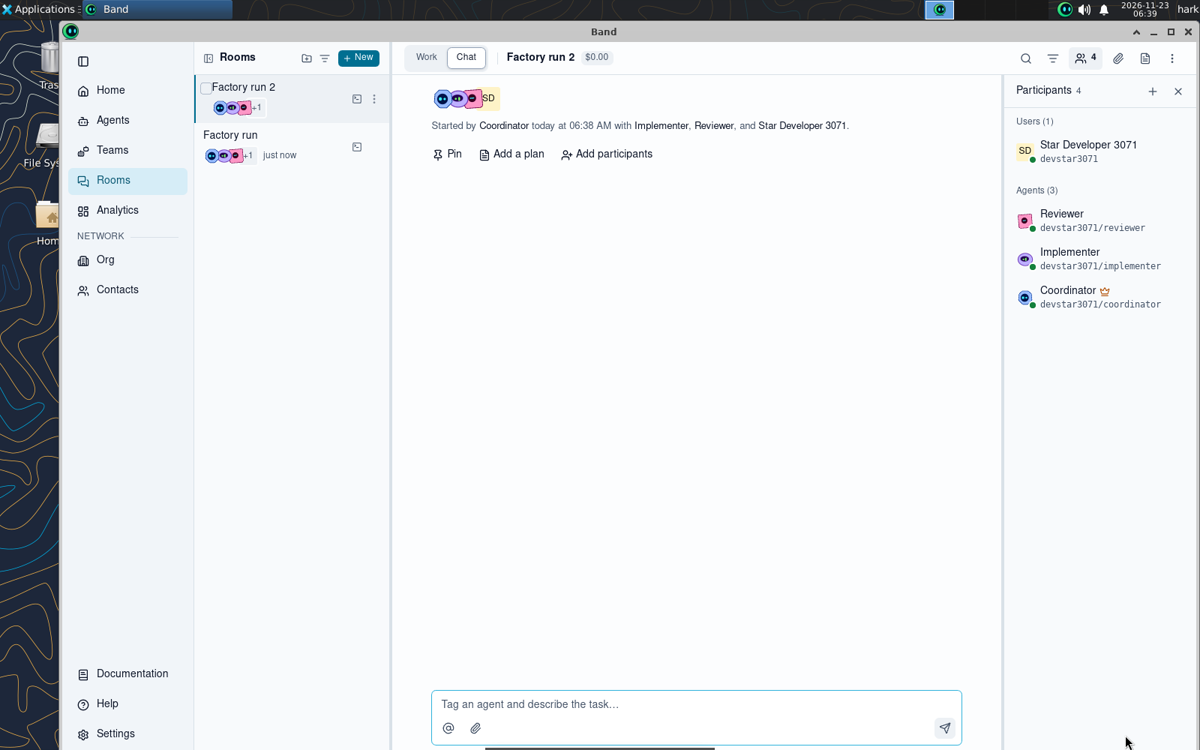 Applications
Band
2026-11-23
06:39
hark
Band
Rooms
New
Work
Chat
Factory run 2
$0.00
4
Home
Agents
Teams
Rooms
Analytics
NETWORK
Org
Contacts
Documentation
Help
Settings
Factory run 2
+1
Factory run
+1
just now
SD
Started by Coordinator today at 06:38 AM with Implementer, Reviewer, and Star Developer 3071.
Pin
Add a plan
Add participants
Tag an agent and describe the task…
Participants 4
Users (1)
SD
Star Developer 3071
devstar3071
Agents (3)
Reviewer
devstar3071/reviewer
Implementer
devstar3071/implementer
Coordinator
devstar3071/coordinator
Tras
File Sys
Hom